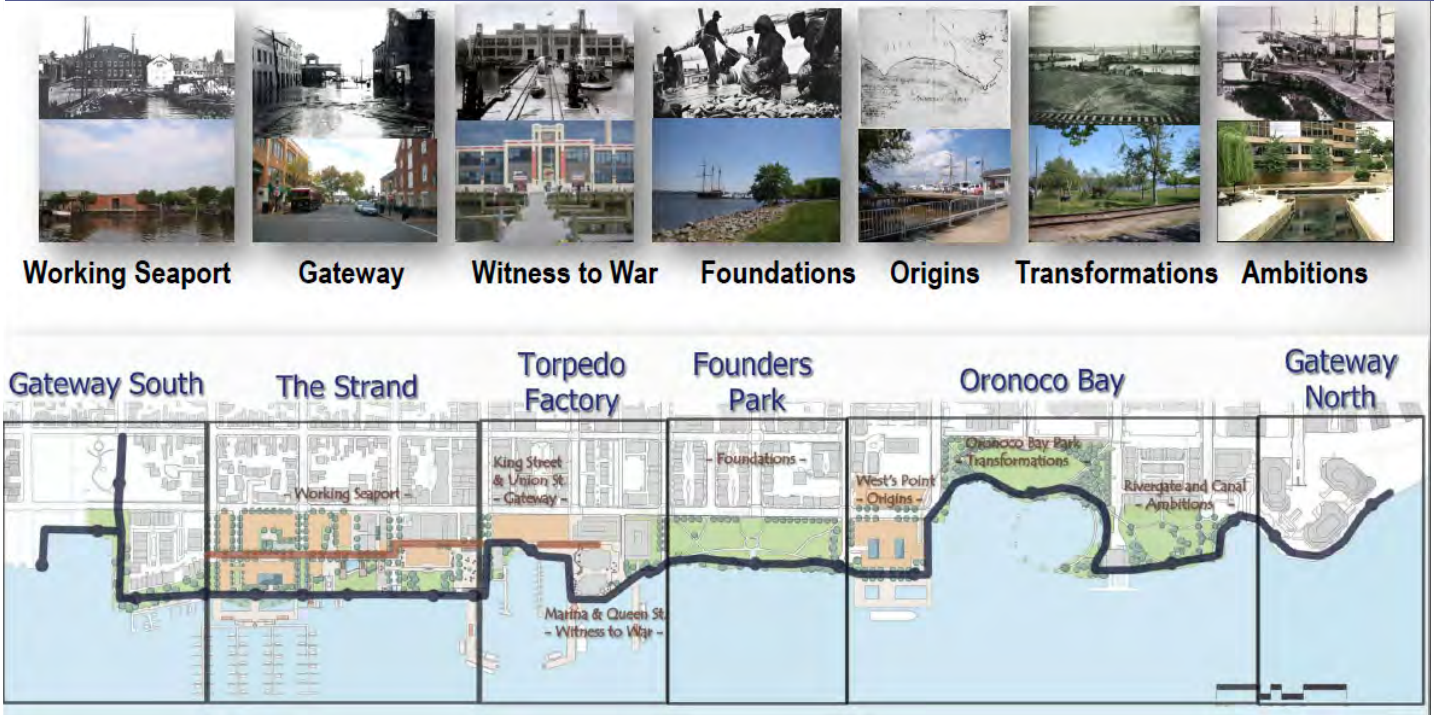 Working Seaport
Gateway
Witness to War
Foundations
Origins
Transformations
Ambitions
Gateway South
The Strand
Torpedo
Factory
Founders
Park
Oronoco Bay
Gateway
North
- Working Seaport -
King Street
& Union St.
- Gateway -
Marina & Queen St.
- Witness to War -
- Foundations -
West's Point
- Origins -
Oronoco Bay Park
- Transformations -
Rivergate and Canal
- Ambitions -